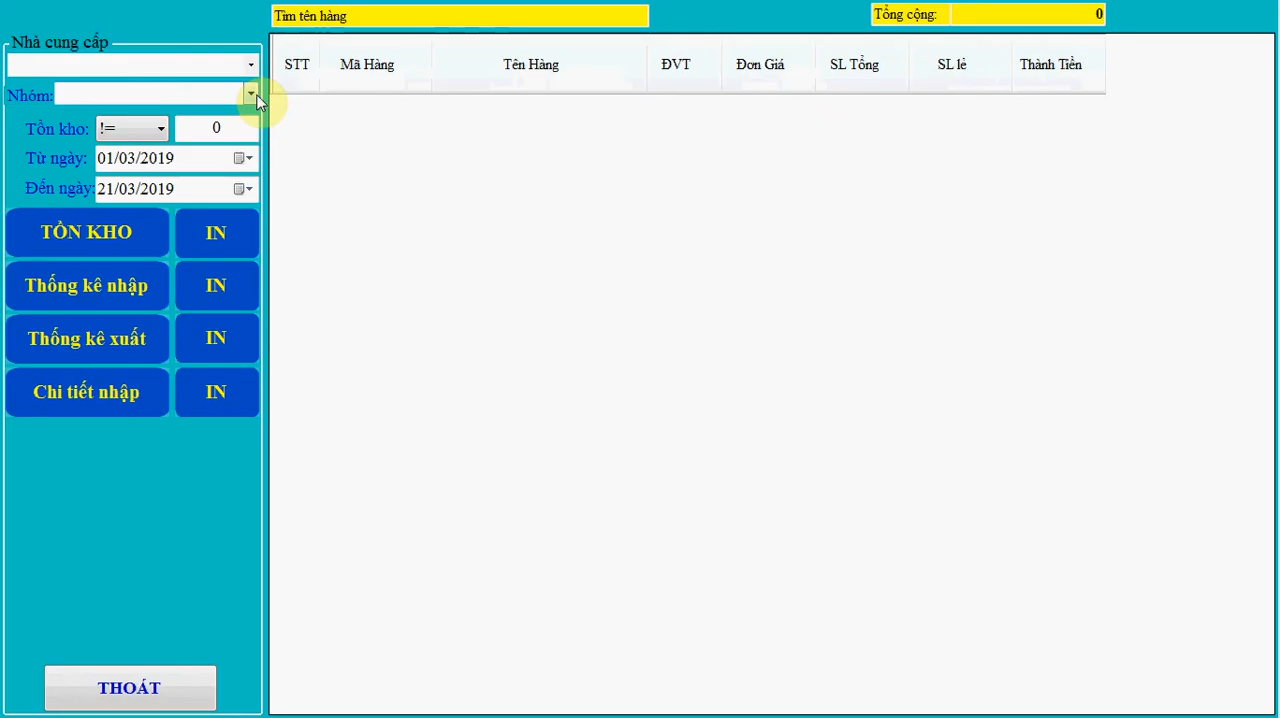 Tìm tên hàng
Tổng cộng: 0
Nhà cung cấp
Nhóm:
Tồn kho: != 0
Từ ngày: 01/03/2019
Đến ngày: 21/03/2019
TỒN KHO IN
Thống kê nhập IN
Thống kê xuất IN
Chi tiết nhập IN
THOÁT
STT Mã Hàng Tên Hàng ĐVT Đơn Giá SL Tổng SL lẻ Thành Tiền